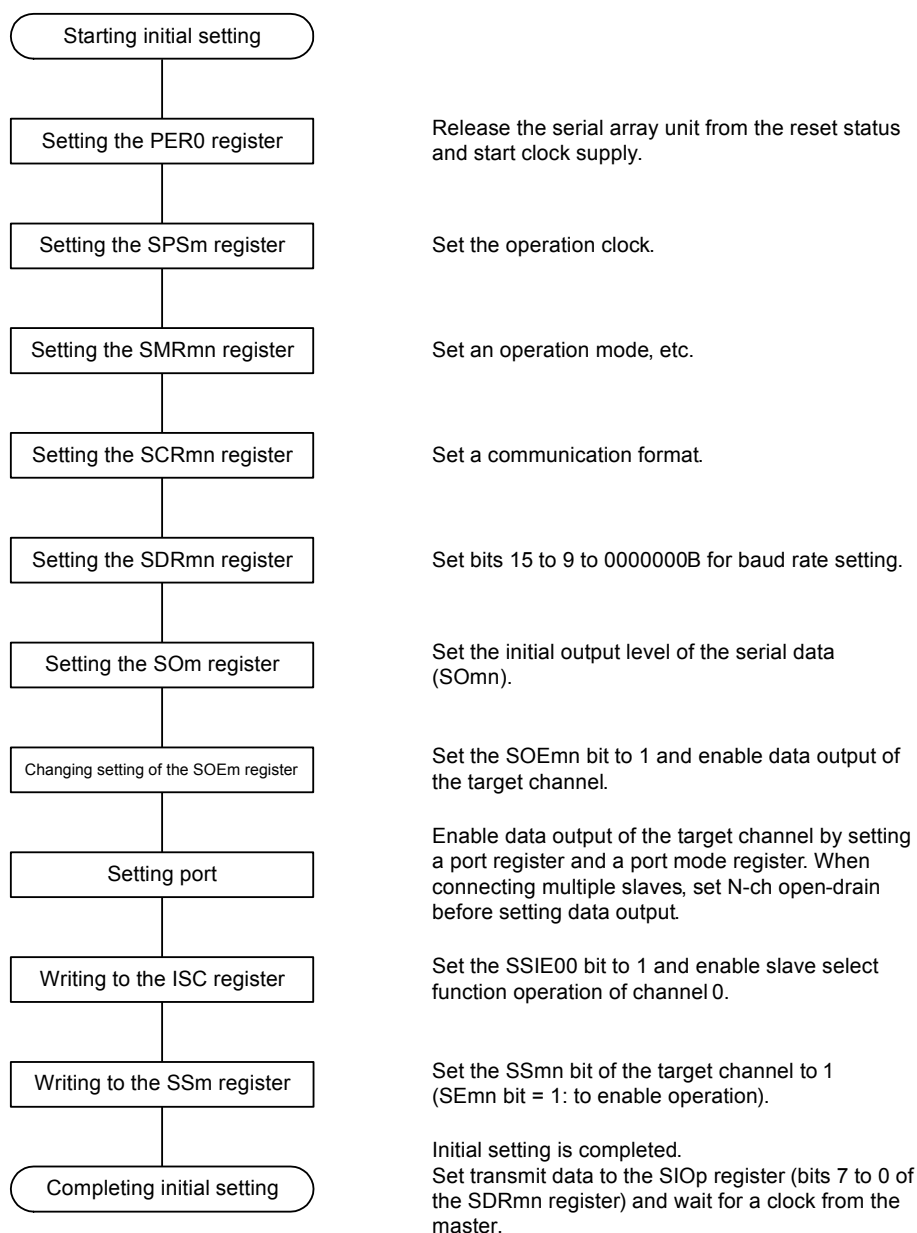 Starting initial setting
Setting the PER0 register
Release the serial array unit from the reset status
and start clock supply.
Setting the SPSm register
Set the operation clock.
Setting the SMRmn register
Set an operation mode, etc.
Setting the SCRmn register
Set a communication format.
Setting the SDRmn register
Set bits 15 to 9 to 0000000B for baud rate setting.
Setting the SOm register
Set the initial output level of the serial data
(SOmn).
Changing setting of the SOEm register
Set the SOEmn bit to 1 and enable data output of
the target channel.
Setting port
Enable data output of the target channel by setting
a port register and a port mode register. When
connecting multiple slaves, set N-ch open-drain
before setting data output.
Writing to the ISC register
Set the SSIE00 bit to 1 and enable slave select
function operation of channel 0.
Writing to the SSm register
Set the SSmn bit of the target channel to 1
(SEmn bit = 1: to enable operation).
Completing initial setting
Initial setting is completed.
Set transmit data to the SIOp register (bits 7 to 0 of
the SDRmn register) and wait for a clock from the
master.